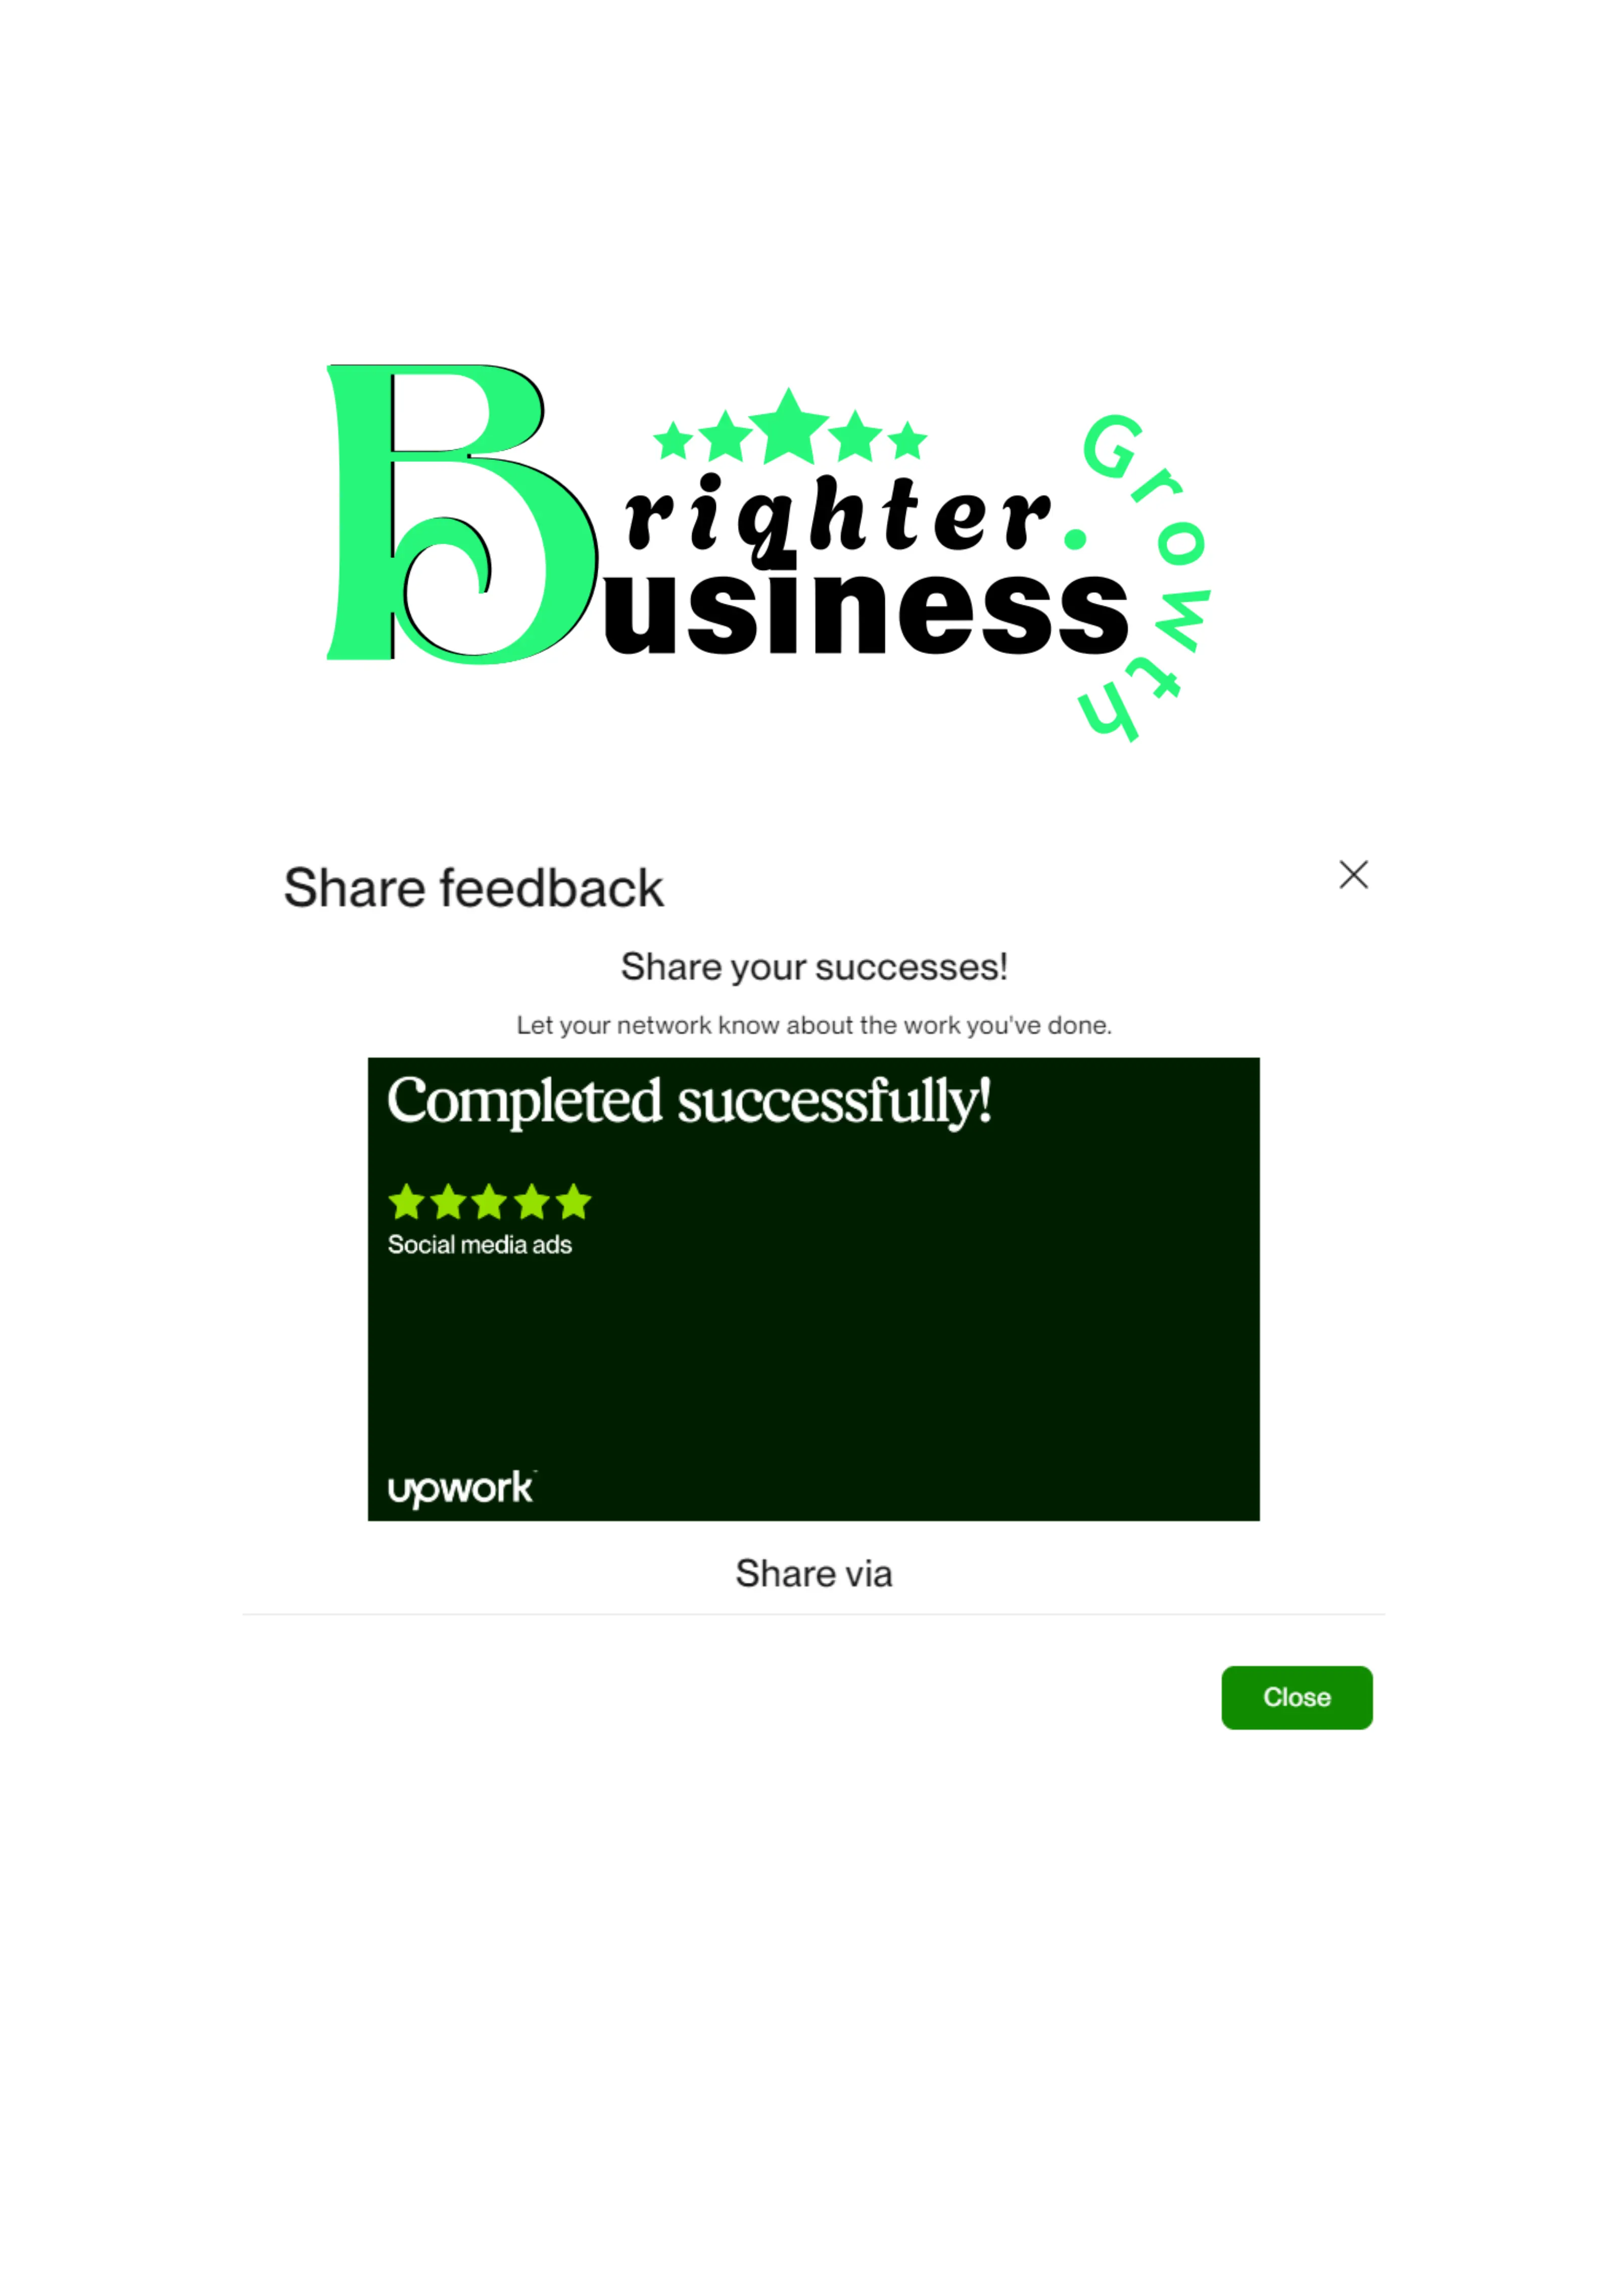 Brighter.
Business
Growth
Share feedback
Share your successes!
Let your network know about the work you've done.
Completed successfully!
Social media ads
upwork
Share via
Close